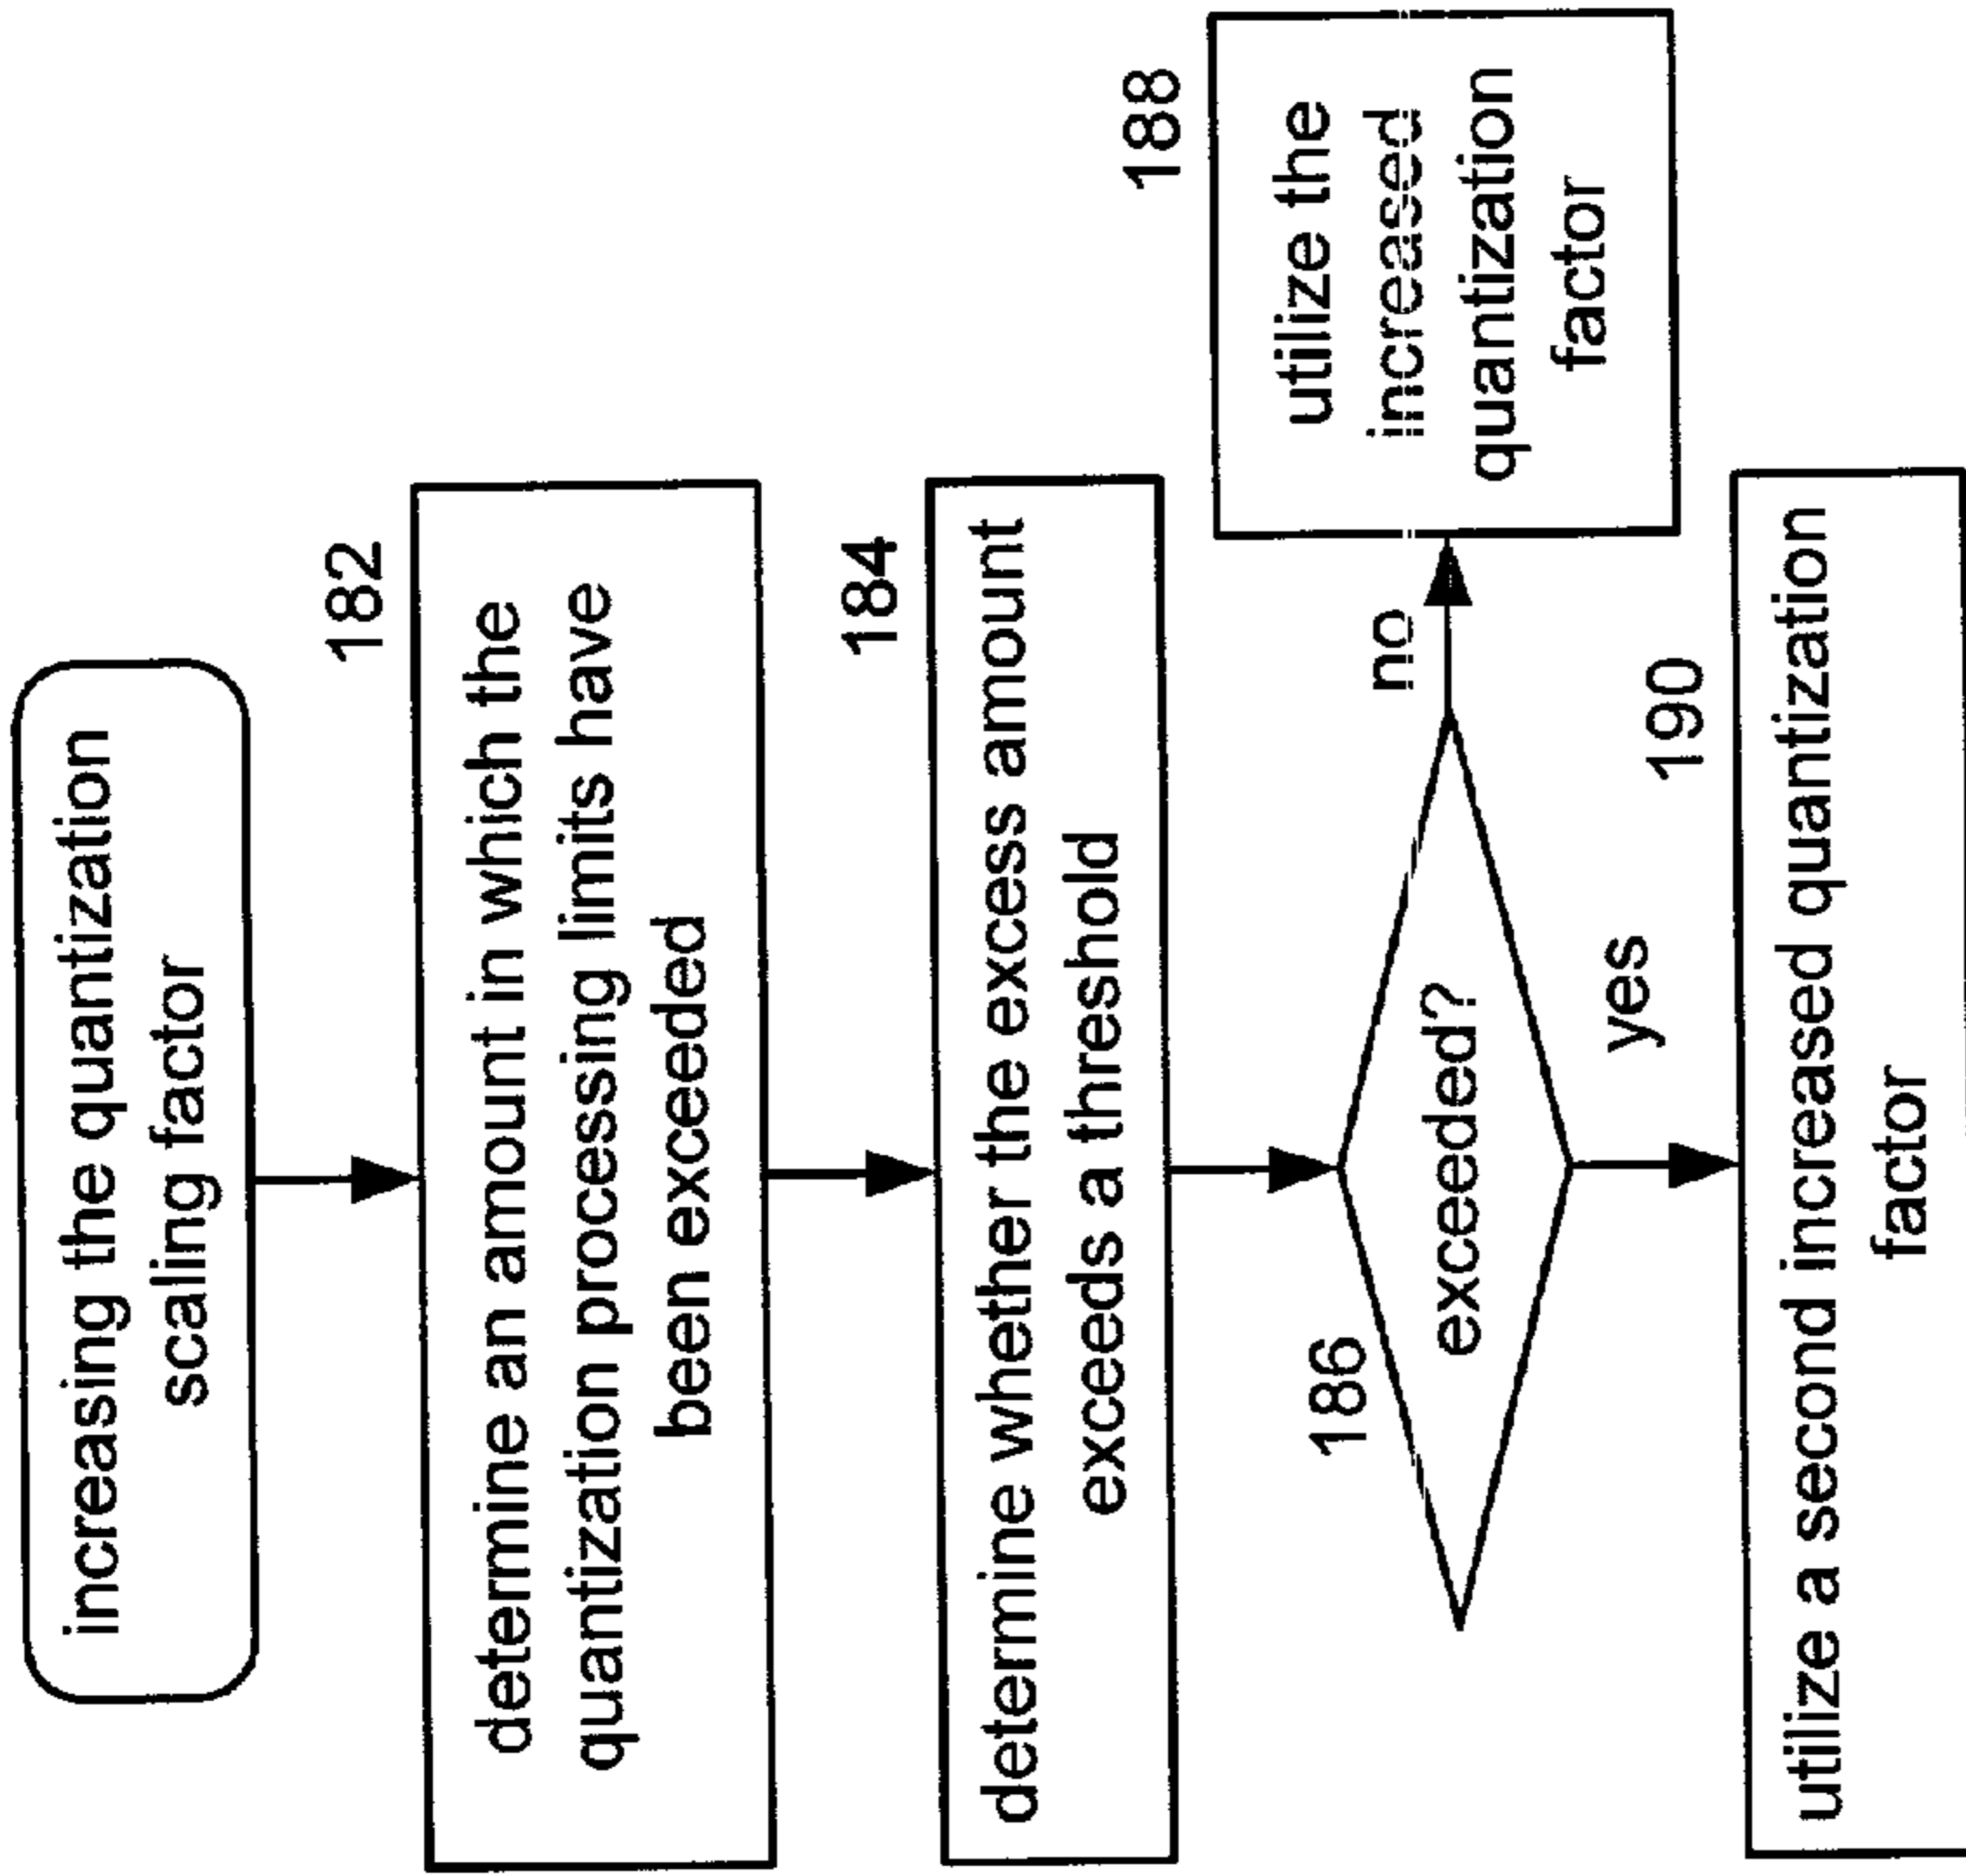 increasing the quantization
scaling factor
182
determine an amount in which the
quantization processing limits have
been exceeded
184
determine whether the excess amount
exceeds a threshold
186
exceeded?
no
188
utilize the
increased
quantization
factor
yes
190
utilize a second increased quantization
factor